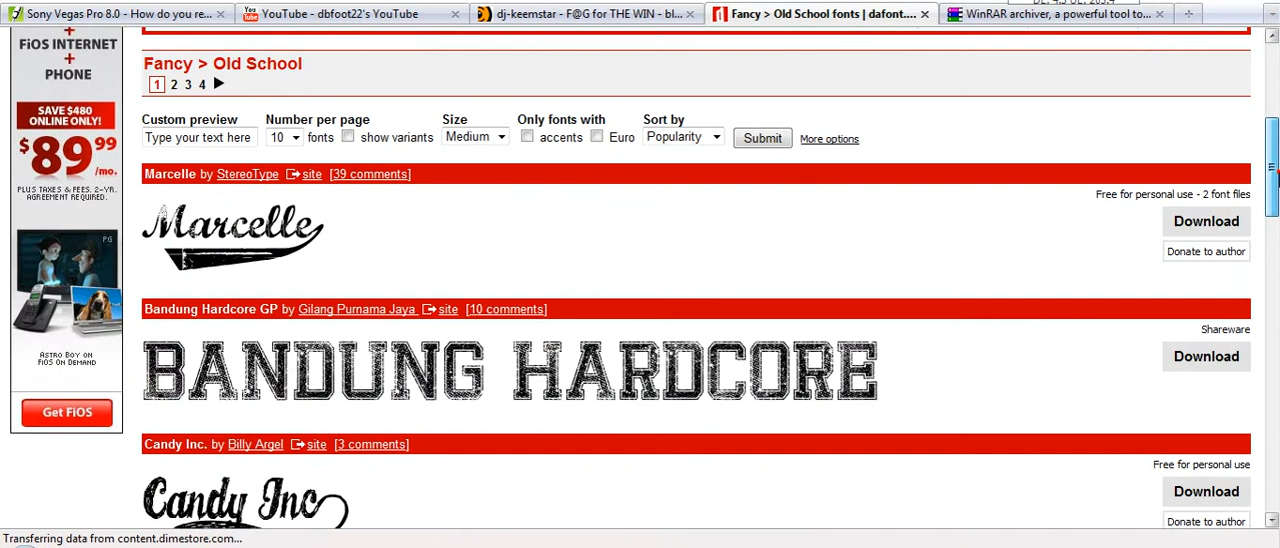 Sony Vegas Pro 8.0 - How do you re...
YouTube - dbfoot22's YouTube
dj-keemstar - F@G for THE WIN - bl...
Fancy > Old School fonts | dafont....
WinRAR archiver, a powerful tool to...
+
FiOS INTERNET
+
PHONE
SAVE $480
ONLINE ONLY!
$89 99
/mo.
PLUS TAXES & FEES. 2-YR.
AGREEMENT REQUIRED.
PG
ASTRO BOY ON
FiOS ON DEMAND
Get FiOS
Fancy > Old School
1 2 3 4
Custom preview Number per page Size Only fonts with Sort by
Type your text here 10 fonts show variants Medium accents Euro Popularity Submit More options
Marcelle by StereoType site [39 comments]
Free for personal use - 2 font files
Marcelle
Download
Donate to author
Bandung Hardcore GP by Gilang Purnama Jaya site [10 comments]
Shareware
BANDUNG HARDCORE
Download
Candy Inc. by Billy Argel site [3 comments]
Free for personal use
Candy Inc
Download
Donate to author
Transferring data from content.dimestore.com...